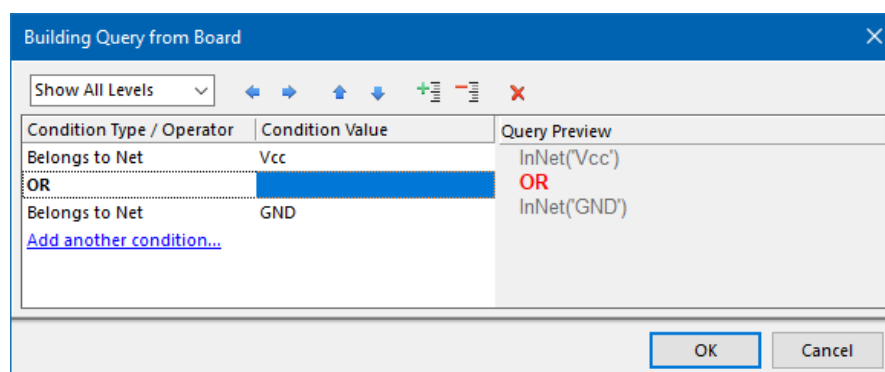 Building Query from Board
Show All Levels
Condition Type / Operator Condition Value
Query Preview
Belongs to Net Vcc
InNet('Vcc')
OR
OR
Belongs to Net GND
InNet('GND')
Add another condition...
OK Cancel